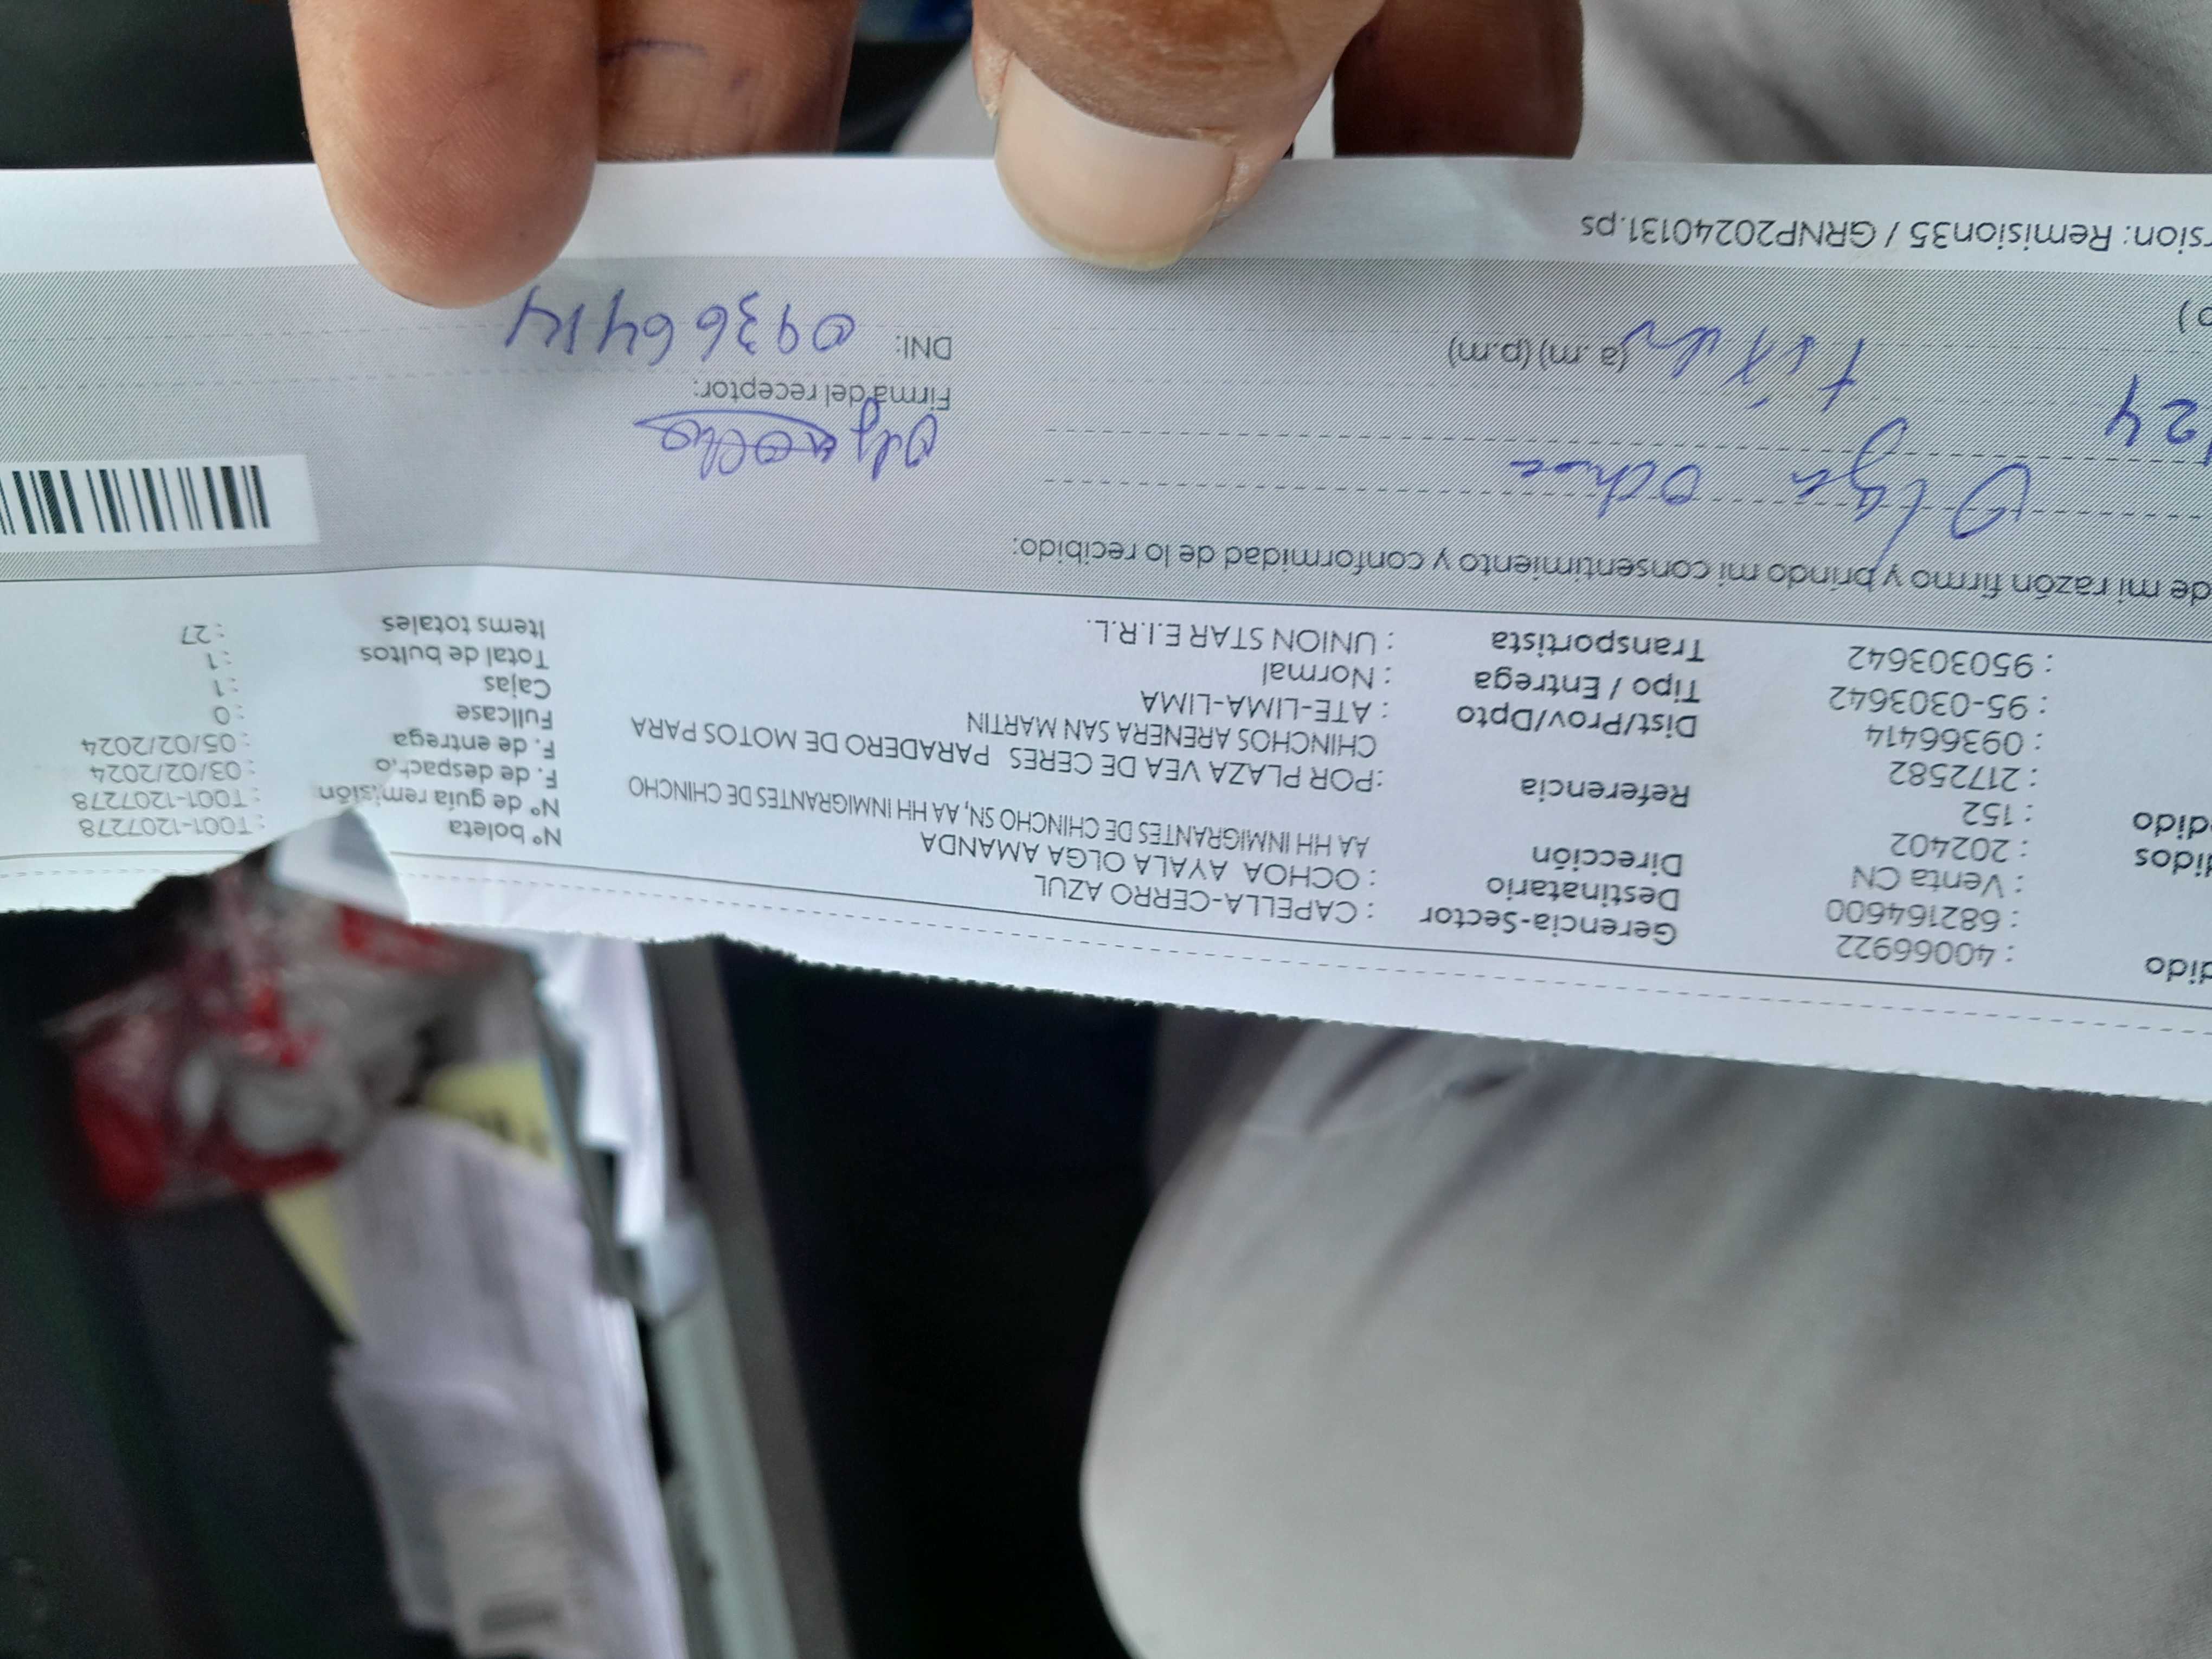 dido : 40066922 Gerencia-Sector : CAPELLA-CERRO AZUL Nº boleta : T001-1207278
: 682164600 Destinatario : OCHOA AYALA OLGA AMANDA Nº de guía remisión : T001-1207278
didos : Venta CN Dirección AA HH INMIGRANTES DE CHINCHO SN, AA HH INMIGRANTES DE CHINCHO F. de despacho : 03/02/2024
dido : 202402 Referencia :POR PLAZA VEA DE CERES PARADERO DE MOTOS PARA F. de entrega : 05/02/2024
: 152 CHINCHOS ARENERA SAN MARTIN Fullcase : 0
: 2172582 Dist/Prov/Dpto : ATE-LIMA-LIMA Cajas : 1
: 09366414 Tipo / Entrega : Normal Total de bultos : 1
: 95-0303642 Transportista : UNION STAR E.I.R.L. Items totales : 27
: 950303642
de mi razón firmo y brindo mi consentimiento y conformidad de lo recibido:
Olga Ochoa
24
Firma del receptor:
(a.m) (p.m) DNI: 09366414
rsion: Remision35 / GRNP20240131.ps